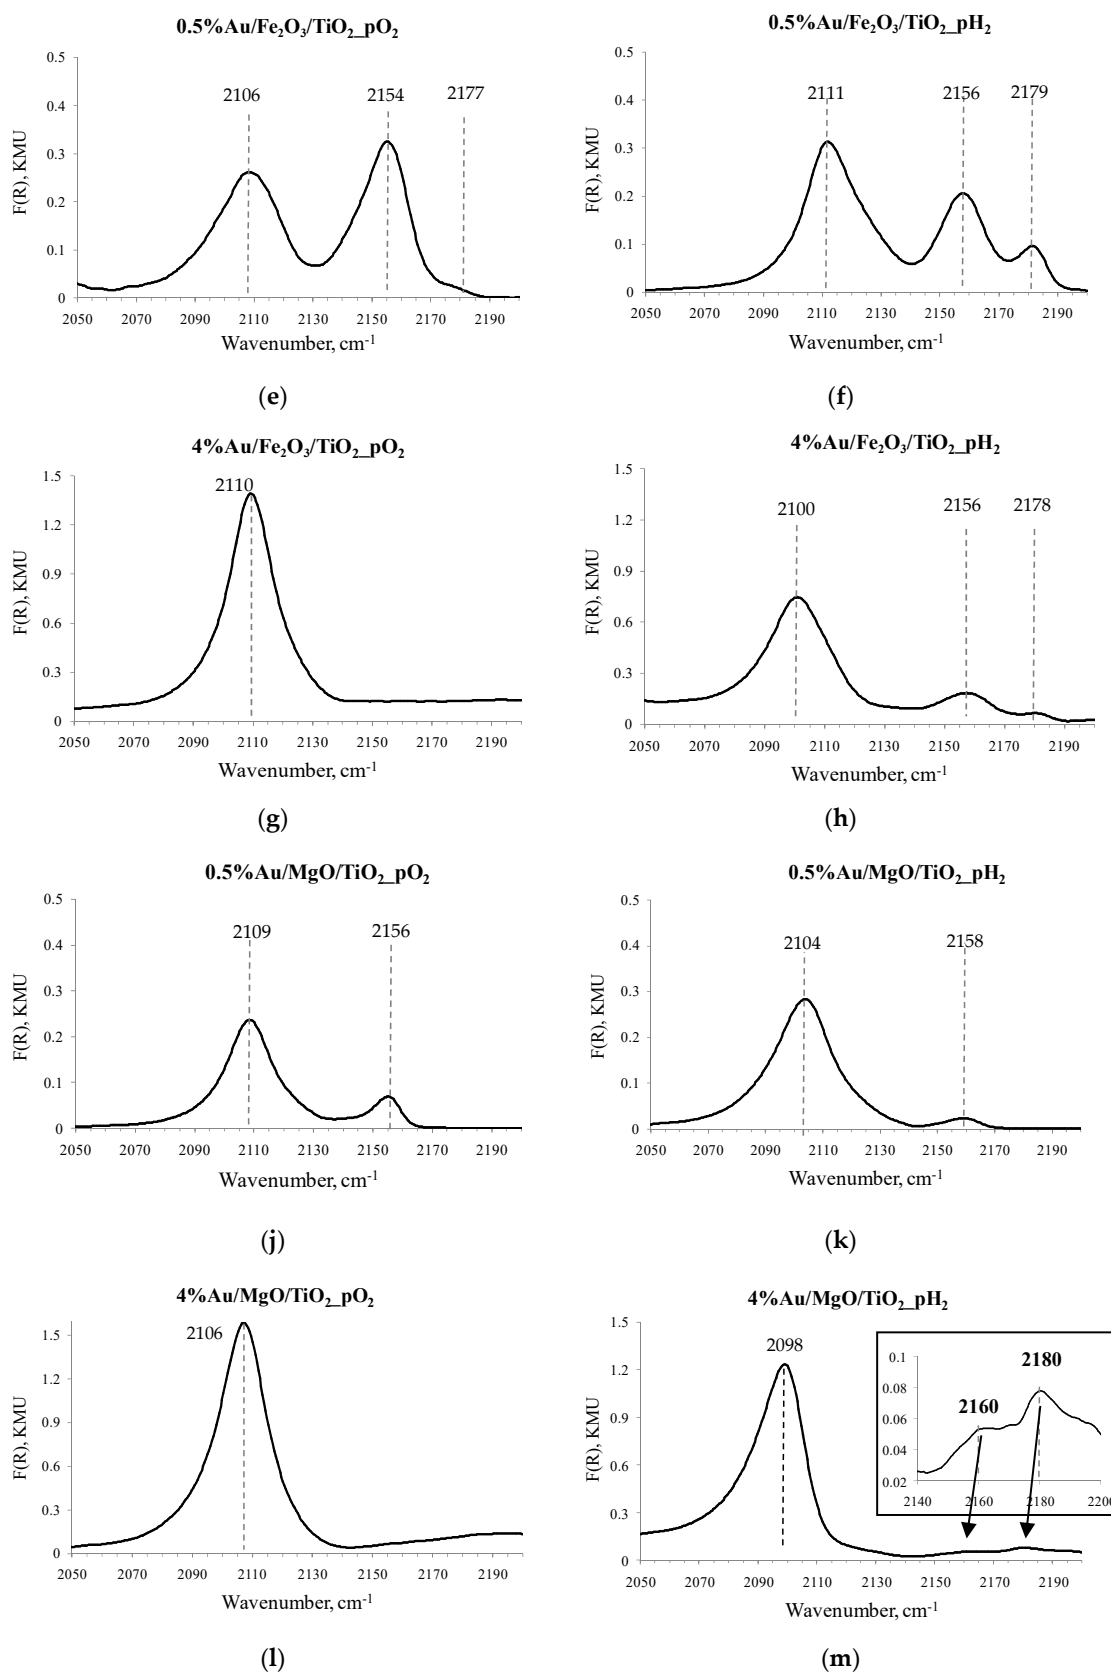 0.5%Au/Fe₂O₃/TiO₂_pO₂
F(R), KMU
0.5
0.4
0.3
0.2
0.1
0
2106
2154
2177
2050 2070 2090 2110 2130 2150 2170 2190
Wavenumber, cm⁻¹
(e)
0.5%Au/Fe₂O₃/TiO₂_pH₂
F(R), KMU
0.5
0.4
0.3
0.2
0.1
0
2111
2156
2179
2050 2070 2090 2110 2130 2150 2170 2190
Wavenumber, cm⁻¹
(f)
4%Au/Fe₂O₃/TiO₂_pO₂
F(R), KMU
1.5
1.2
0.9
0.6
0.3
0
2110
2050 2070 2090 2110 2130 2150 2170 2190
Wavenumber, cm⁻¹
(g)
4%Au/Fe₂O₃/TiO₂_pH₂
F(R), KMU
1.5
1.2
0.9
0.6
0.3
0
2100
2156
2178
2050 2070 2090 2110 2130 2150 2170 2190
Wavenumber, cm⁻¹
(h)
0.5%Au/MgO/TiO₂_pO₂
F(R), KMU
0.5
0.4
0.3
0.2
0.1
0
2109
2156
2050 2070 2090 2110 2130 2150 2170 2190
Wavenumber, cm⁻¹
(j)
0.5%Au/MgO/TiO₂_pH₂
F(R), KMU
0.5
0.4
0.3
0.2
0.1
0
2104
2158
2050 2070 2090 2110 2130 2150 2170 2190
Wavenumber, cm⁻¹
(k)
4%Au/MgO/TiO₂_pO₂
F(R), KMU
1.5
1.2
0.9
0.6
0.3
0
2106
2050 2070 2090 2110 2130 2150 2170 2190
Wavenumber, cm⁻¹
(l)
4%Au/MgO/TiO₂_pH₂
F(R), KMU
1.5
1.2
0.9
0.6
0.3
0
2098
0.1
0.08
0.06
0.04
0.02
2160
2180
2140 2160 2180 2200
2050 2070 2090 2110 2130 2150 2170 2190
Wavenumber, cm⁻¹
(m)